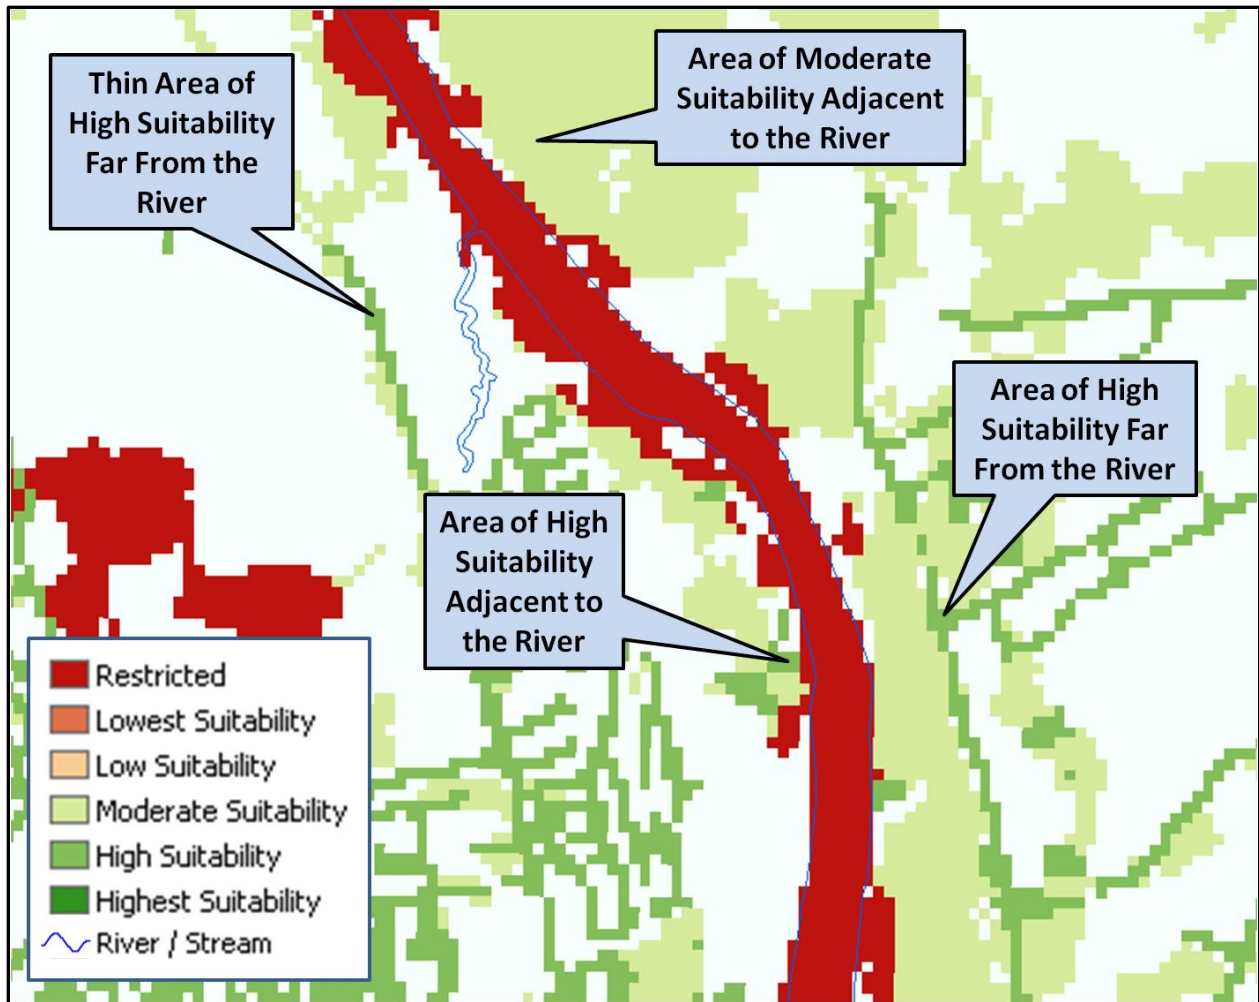 Thin Area of
High Suitability
Far From the
River
Area of Moderate
Suitability Adjacent
to the River
Area of High
Suitability Far
From the River
Area of High
Suitability
Adjacent to
the River
Restricted
Lowest Suitability
Low Suitability
Moderate Suitability
High Suitability
Highest Suitability
River / Stream